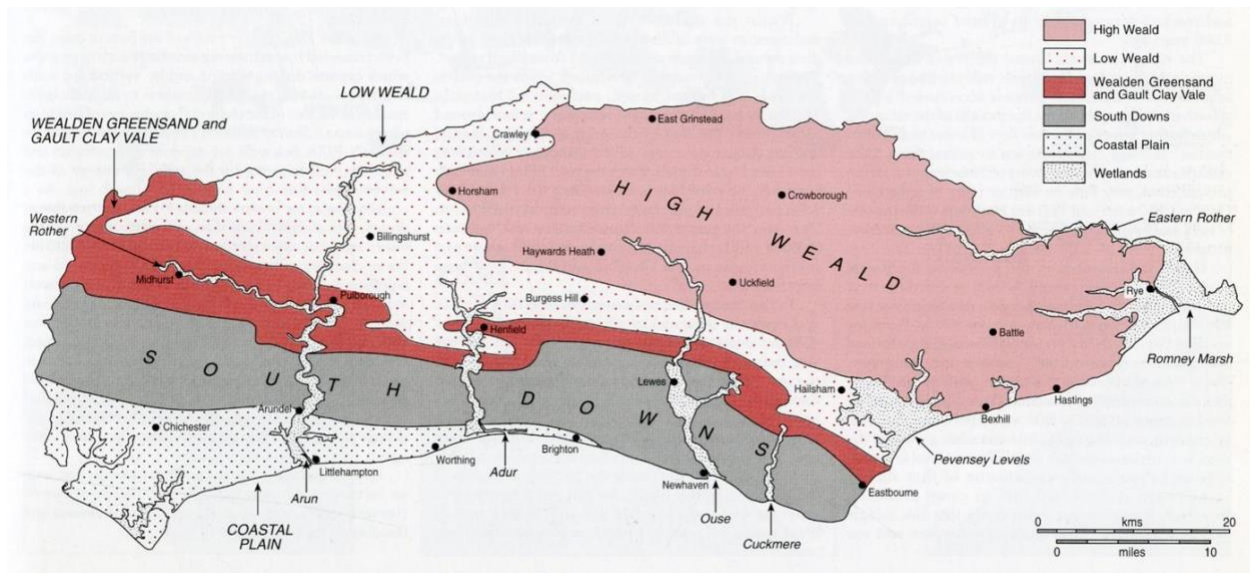 High Weald
Low Weald
Wealden Greensand
and Gault Clay Vale
South Downs
Coastal Plain
Wetlands
LOW WEALD
WEALDEN GREENSAND and
GAULT CLAY VALE
Crawley
East Grinstead
Horsham
HIGH
WEALD
Crowborough
Western
Rother
Billingshurst
Haywards Heath
Eastern Rother
Midhurst
Pulborough
Burgess Hill
Uckfield
Rye
Henfield
Battle
Romney Marsh
SOUTH DOWNS
Lewes
Hailsham
Hastings
Arundel
Bexhill
Chichester
Pevensey Levels
Littlehampton
Worthing
Brighton
Adur
Newhaven
Eastbourne
Arun
Ouse
COASTAL
PLAIN
Cuckmere
0 kms 20
0 miles 10